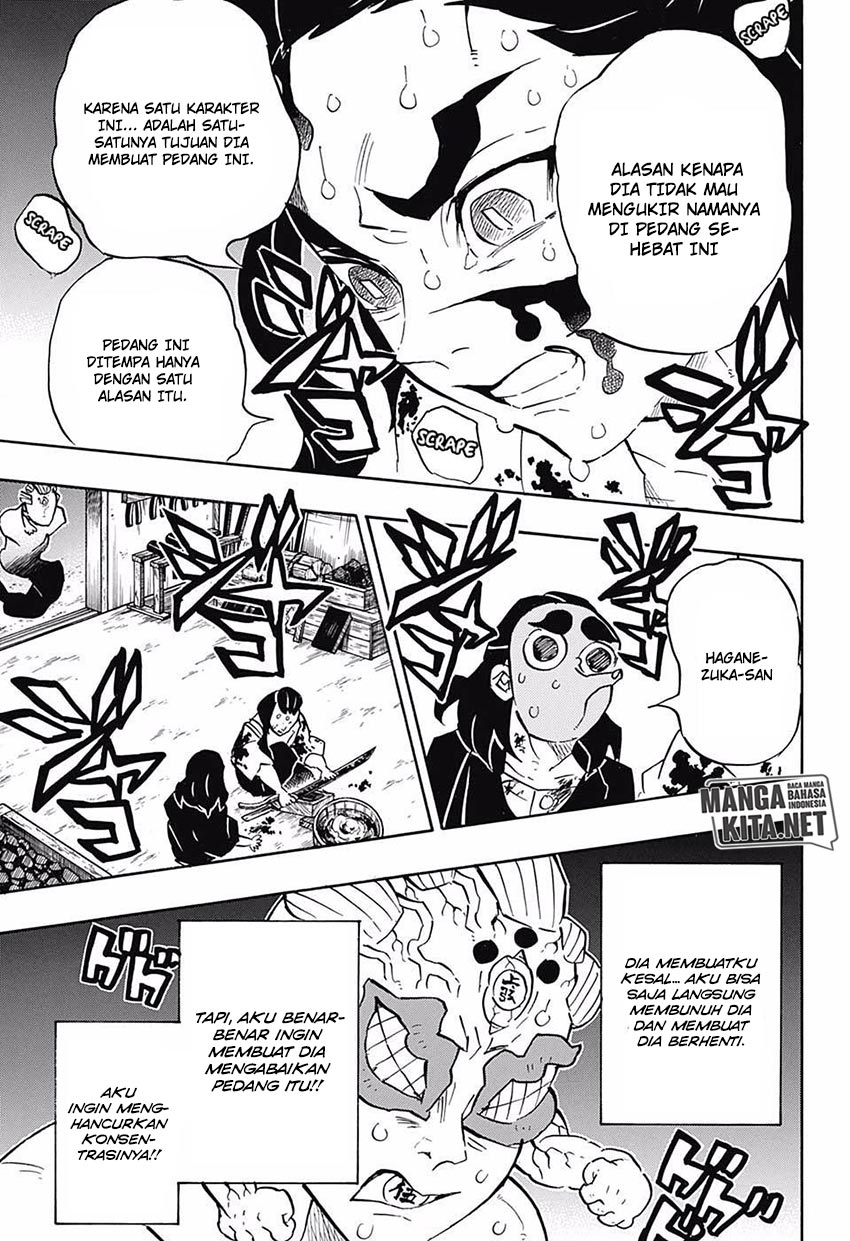 SCRAPE
ALASAN KENAPA
DIA TIDAK MAU
MENGUKIR NAMANYA
DI PEDANG SE-
HEBAT INI
KARENA SATU KARAKTER
INI... ADALAH SATU-
SATUNYA TUJUAN DIA
MEMBUAT PEDANG INI.
SCRAPE
PEDANG INI
DITEMPA HANYA
DENGAN SATU
ALASAN ITU.
SCRAPE
HAGANE-
ZUKA-SAN
MANGA
KITA.NET
BACA MANGA
BAHASA
INDONESIA
DIA MEMBUATKU
KESAL... AKU BISA
SAJA LANGSUNG
MEMBUNUH DIA
DAN MEMBUAT
DIA BERHENTI.
TAPI, AKU BENAR-
BENAR INGIN
MEMBUAT DIA
MENGABAIKAN
PEDANG ITU!!
AKU
INGIN MENG-
HANCURKAN
KONSEN-
TRASINYA!!
上弦
伍